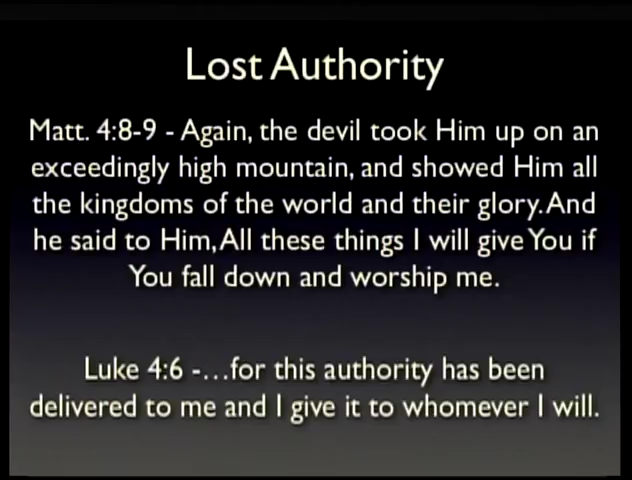 Lost Authority
Matt. 4:8-9 - Again, the devil took Him up on an
exceedingly high mountain, and showed Him all
the kingdoms of the world and their glory. And
he said to Him, All these things I will give You if
You fall down and worship me.
Luke 4:6 -…for this authority has been
delivered to me and I give it to whomever I will.